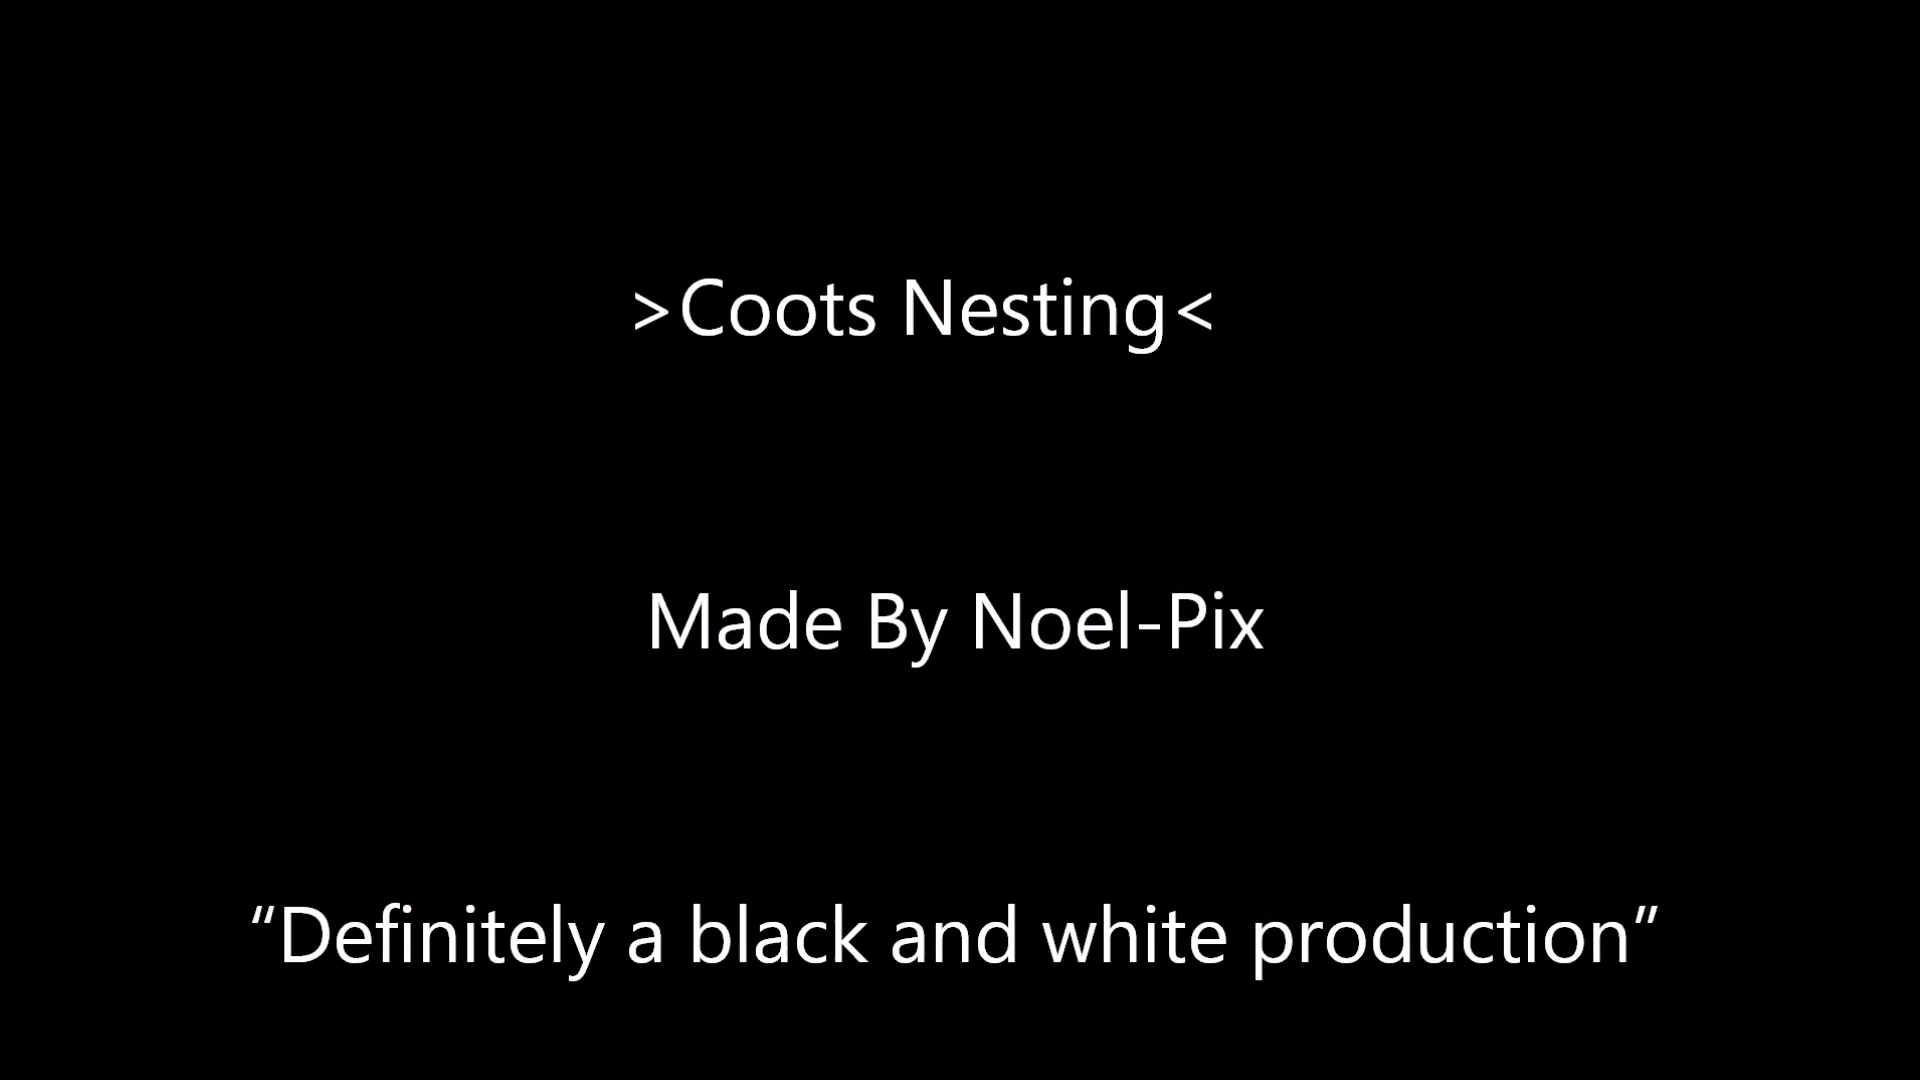 >Coots Nesting<
Made By Noel-Pix
“Definitely a black and white production”